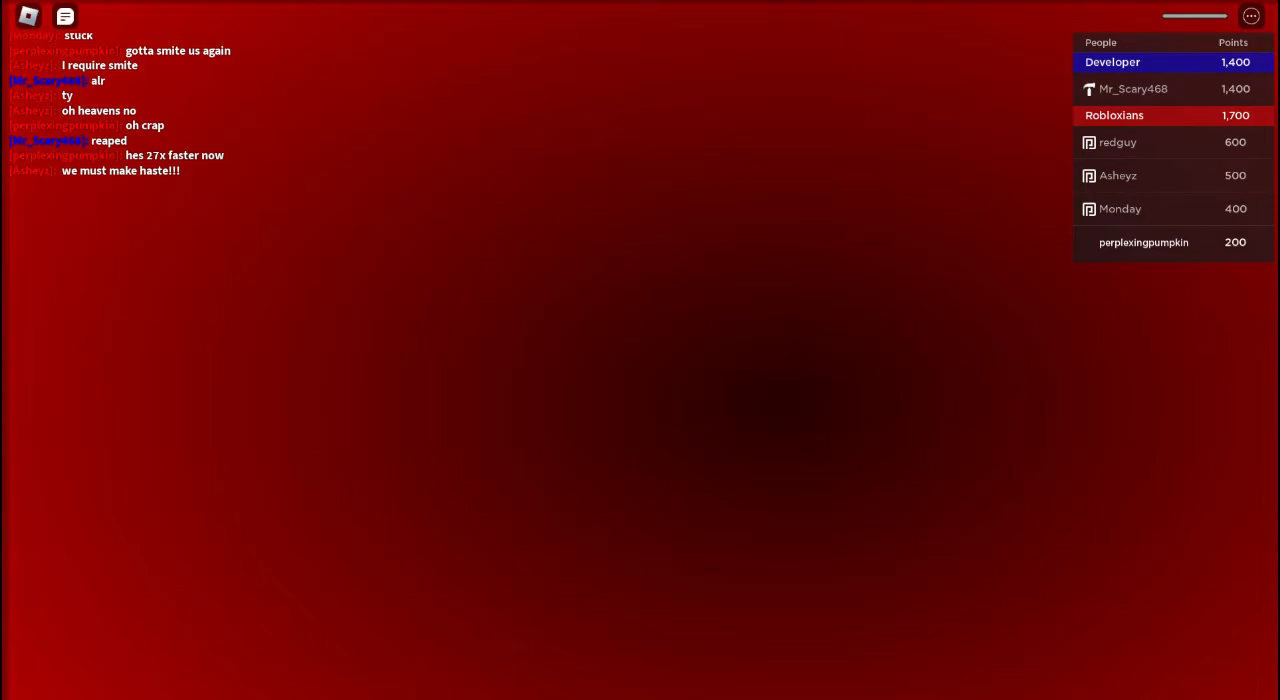 [Monday]: stuck
[perplexingpumpkin]: gotta smite us again
[Asheyz]: I require smite
[Mr_Scary468]: alr
[Asheyz]: ty
[Asheyz]: oh heavens no
[perplexingpumpkin]: oh crap
[Mr_Scary468]: reaped
[perplexingpumpkin]: hes 27x faster now
[Asheyz]: we must make haste!!!
People Points
Developer 1,400
Mr_Scary468 1,400
Robloxians 1,700
redguy 600
Asheyz 500
Monday 400
perplexingpumpkin 200